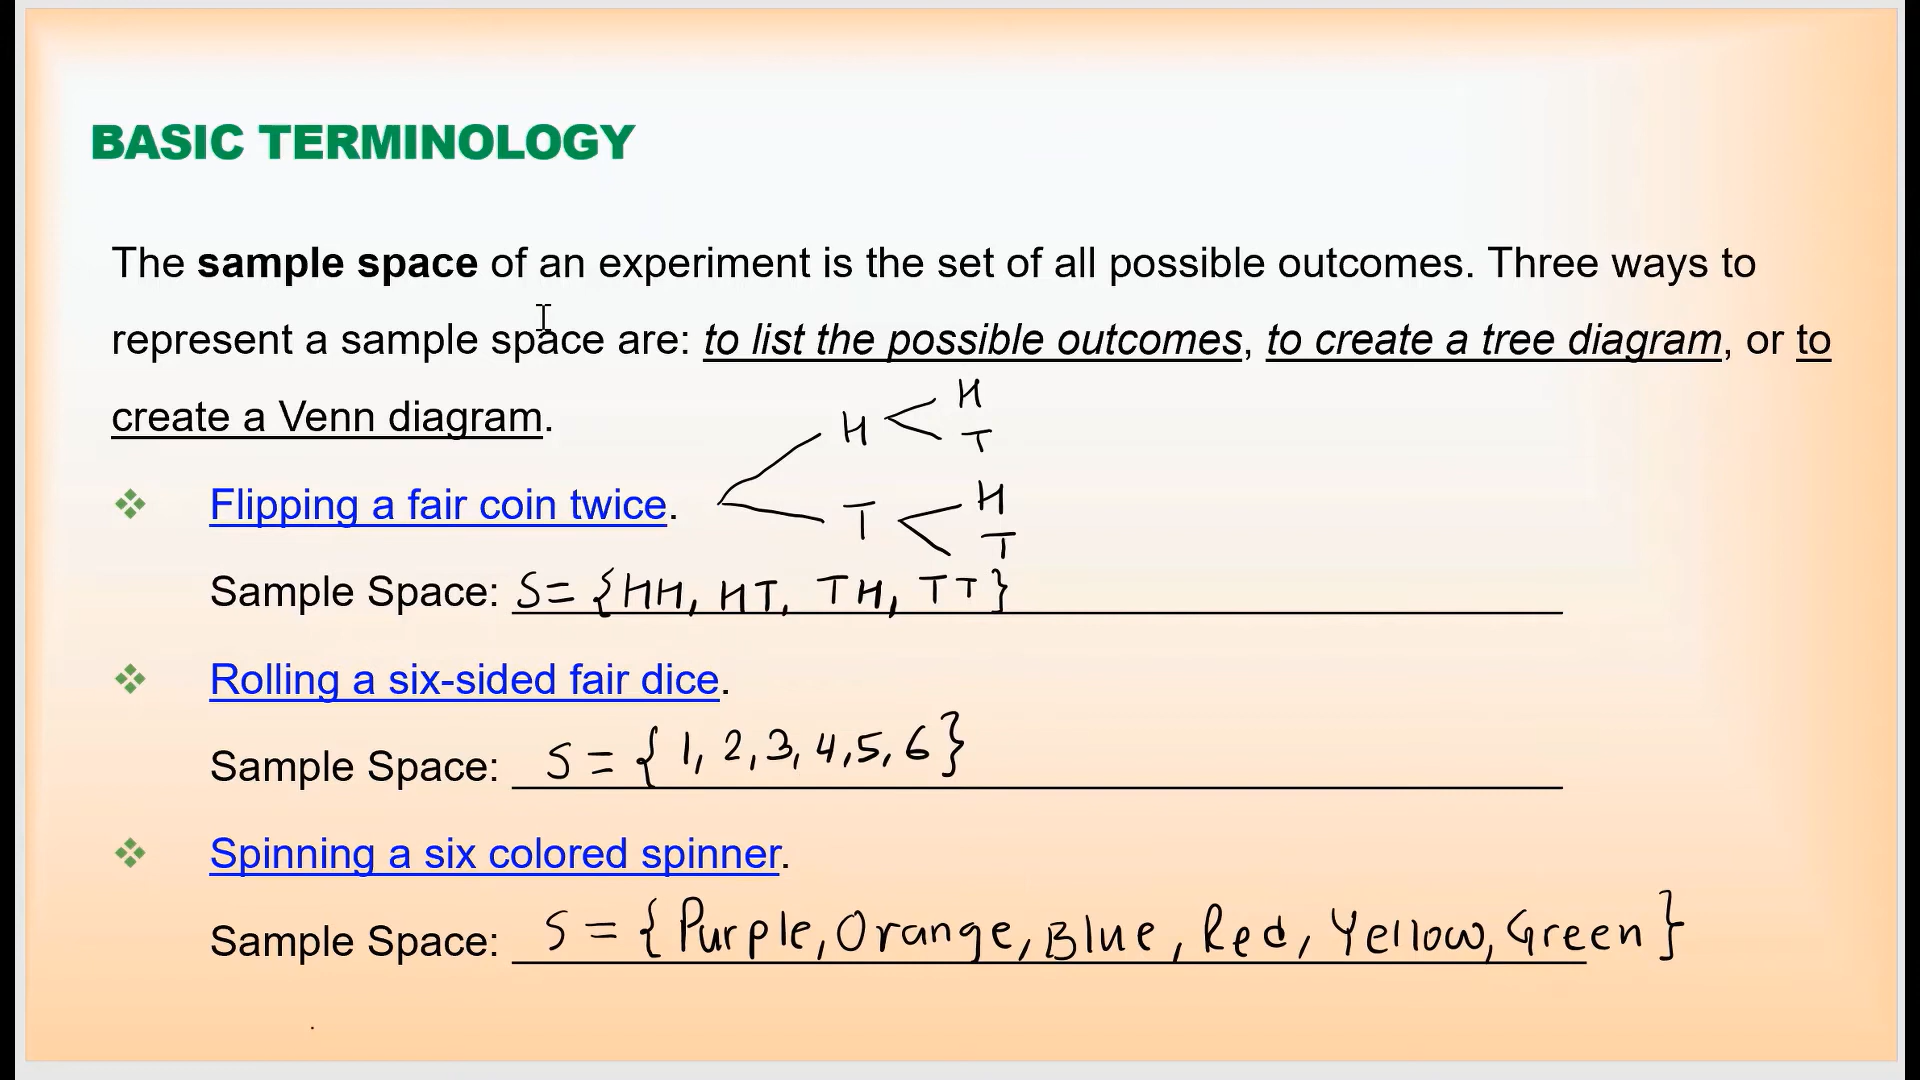 BASIC TERMINOLOGY
The sample space of an experiment is the set of all possible outcomes. Three ways to
represent a sample space are: to list the possible outcomes, to create a tree diagram, or to
create a Venn diagram.
H H
T
Flipping a fair coin twice.
T H
T
Sample Space: S = {HH, HT, TH, TT}
Rolling a six-sided fair dice.
Sample Space: S = {1, 2, 3, 4, 5, 6}
Spinning a six colored spinner.
Sample Space: S = {Purple, Orange, Blue, Red, Yellow, Green}